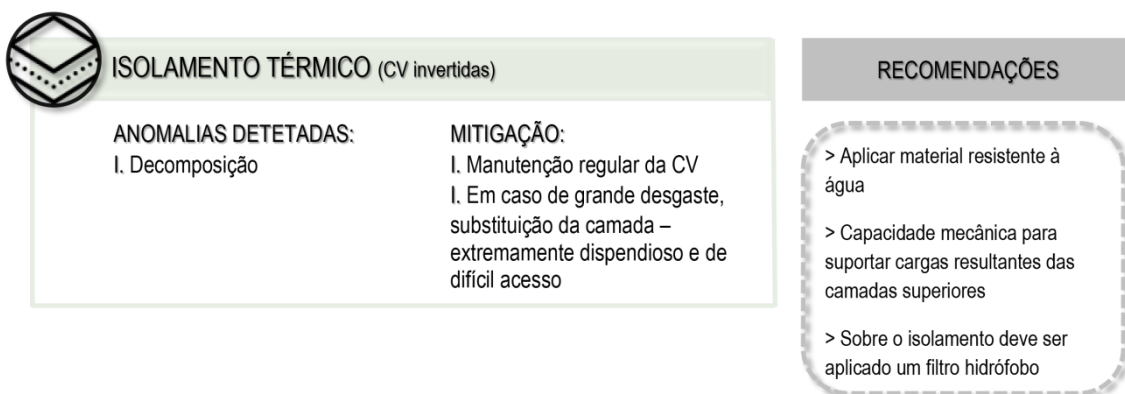 ISOLAMENTO TÉRMICO (CV invertidas)
ANOMALIAS DETETADAS:
I. Decomposição
MITIGAÇÃO:
I. Manutenção regular da CV
I. Em caso de grande desgaste,
substituição da camada –
extremamente dispendioso e de
difícil acesso
RECOMENDAÇÕES
> Aplicar material resistente à
água
> Capacidade mecânica para
suportar cargas resultantes das
camadas superiores
> Sobre o isolamento deve ser
aplicado um filtro hidrófobo